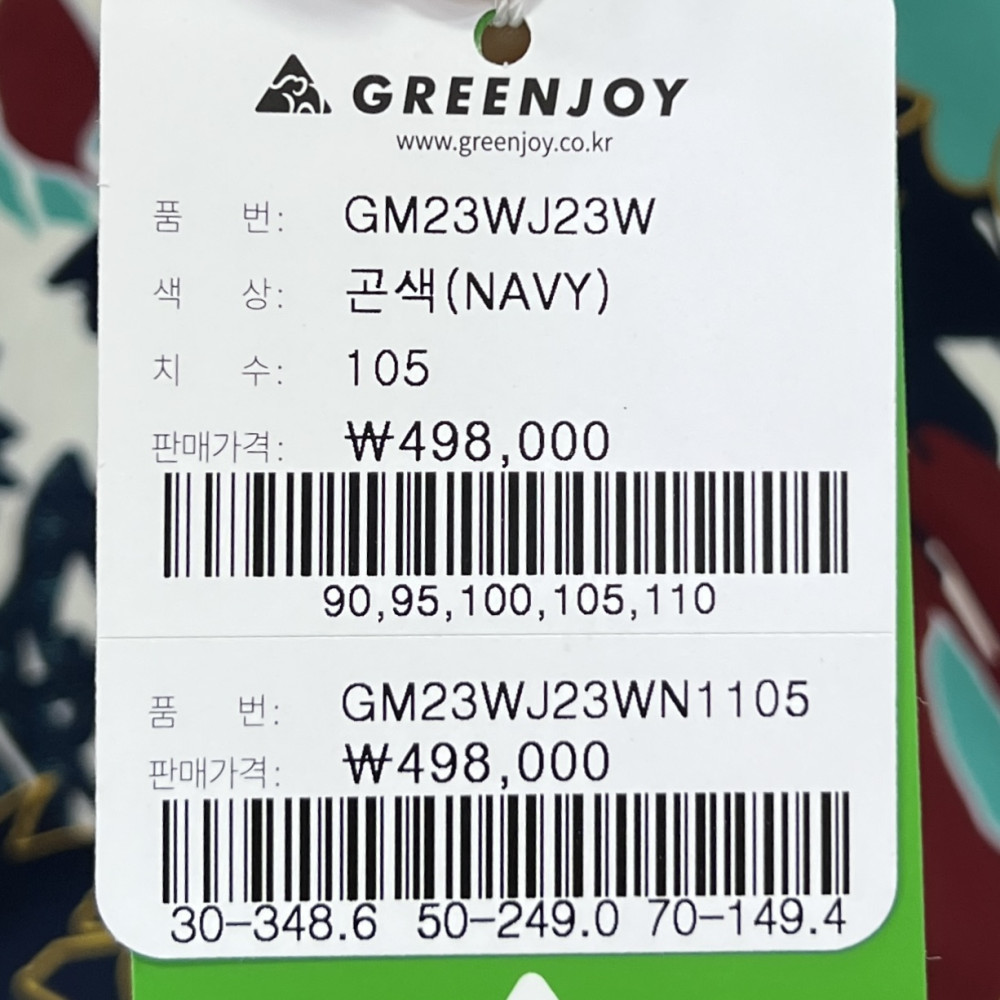 GREENJOY
www.greenjoy.co.kr
품 번: GM23WJ23W
색 상: 곤색(NAVY)
치 수: 105
판매가격: ₩498,000
90,95,100,105,110
품 번: GM23WJ23WN1105
판매가격: ₩498,000
30-348.6 50-249.0 70-149.4